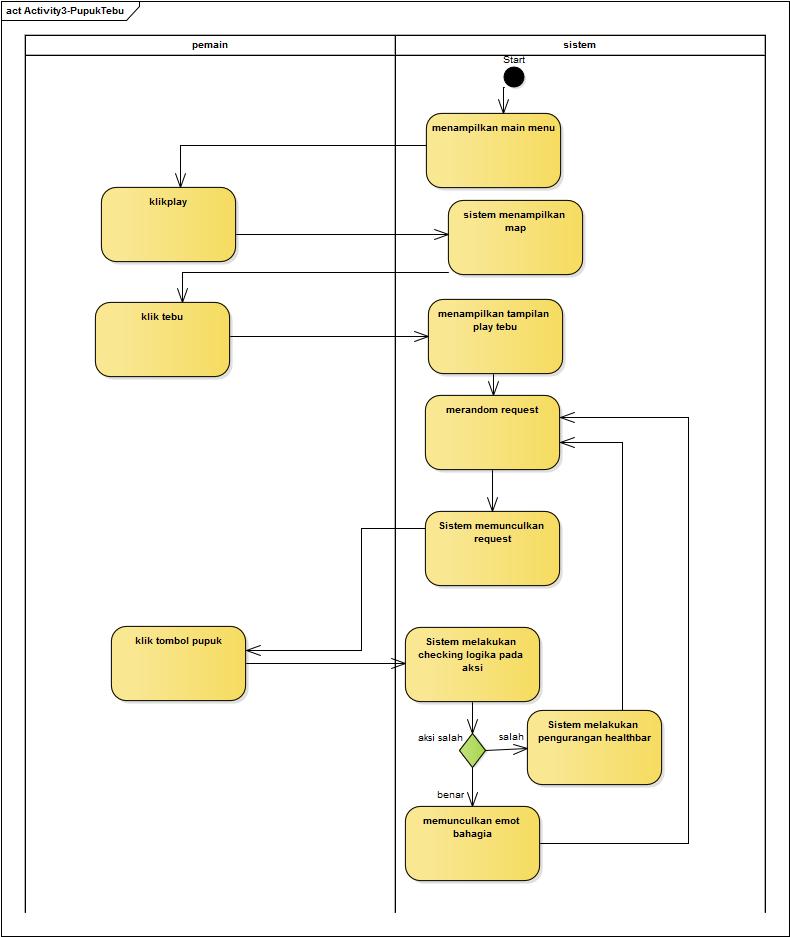 act Activity3-PupukTebu
pemain
sistem
Start
menampilkan main menu
klikplay
sistem menampilkan
map
klik tebu
menampilkan tampilan
play tebu
merandom request
Sistem memunculkan
request
klik tombol pupuk
Sistem melakukan
checking logika pada
aksi
aksi salah
salah
Sistem melakukan
pengurangan healthbar
benar
memunculkan emot
bahagia